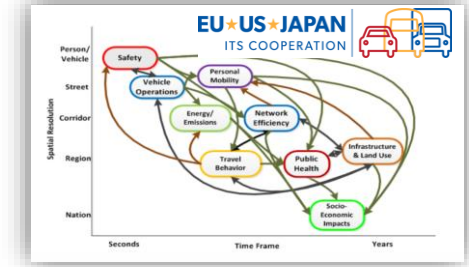 EU★US★JAPAN
ITS COOPERATION
Person/
Vehicle
Street
Corridor
Region
Nation
Spatial Resolution
Safety
Vehicle
Operations
Personal
Mobility
Energy/
Emissions
Network
Efficiency
Travel
Behavior
Public
Health
Infrastructure
& Land Use
Socio-
Economic
Impacts
Seconds
Time Frame
Years